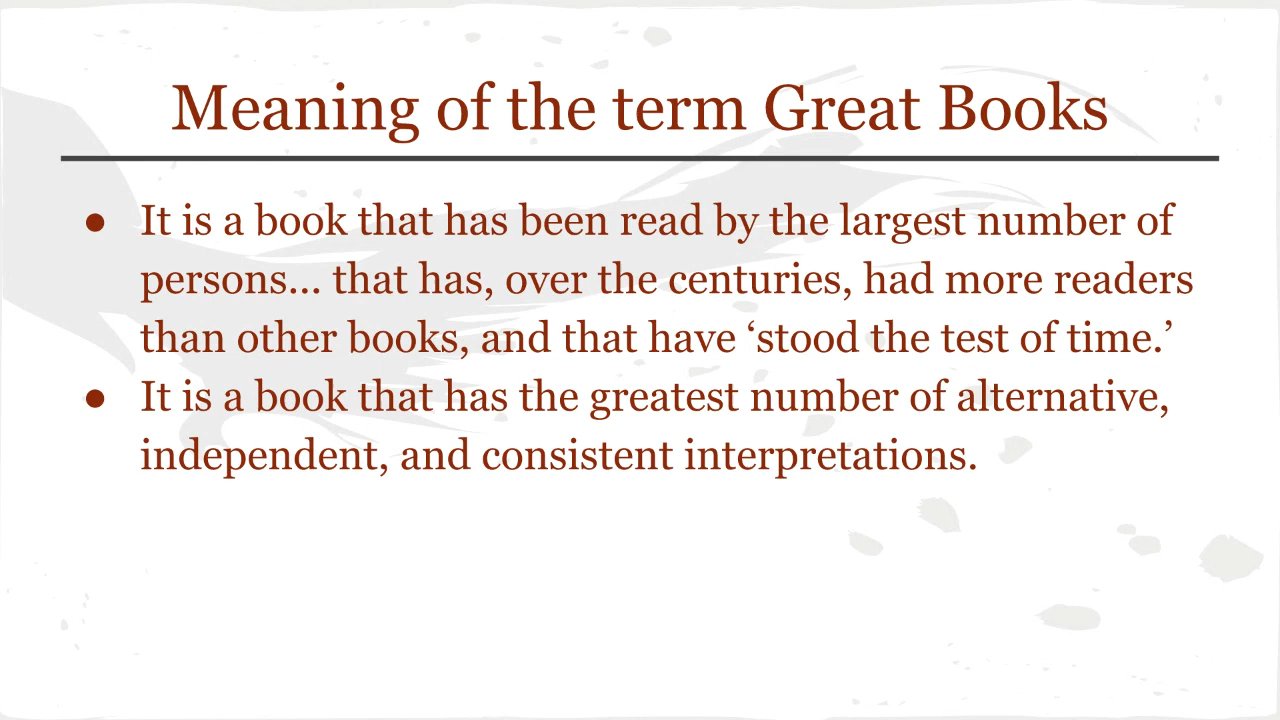 Meaning of the term Great Books
● It is a book that has been read by the largest number of
persons... that has, over the centuries, had more readers
than other books, and that have ‘stood the test of time.’
● It is a book that has the greatest number of alternative,
independent, and consistent interpretations.